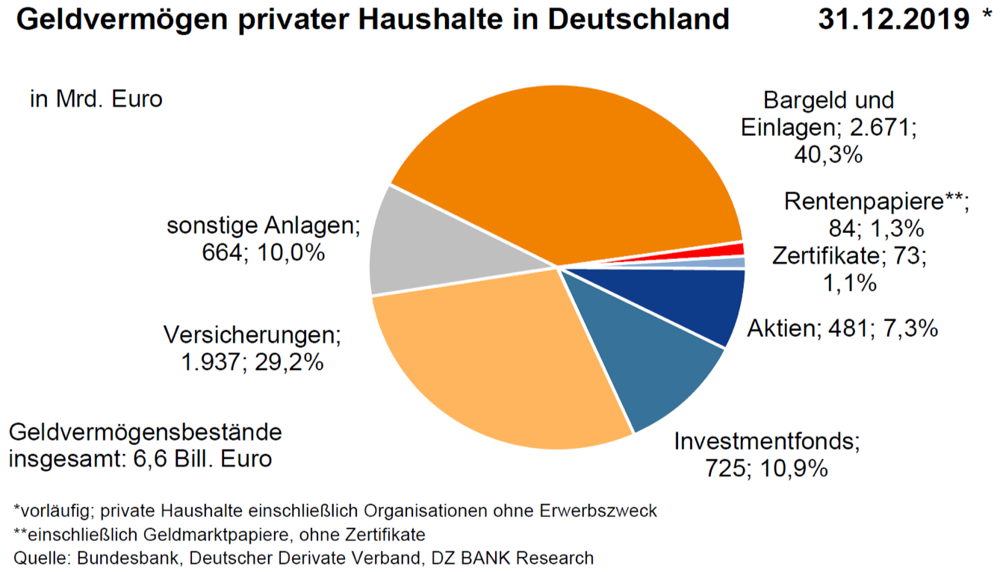 Geldvermögen privater Haushalte in Deutschland 31.12.2019 *
in Mrd. Euro
Bargeld und
Einlagen; 2.671;
40,3%
Rentenpapiere**;
84; 1,3%
Zertifikate; 73;
1,1%
Aktien; 481; 7,3%
Investmentfonds;
725; 10,9%
sonstige Anlagen;
664; 10,0%
Versicherungen;
1.937; 29,2%
Geldvermögensbestände
insgesamt: 6,6 Bill. Euro
*vorläufig; private Haushalte einschließlich Organisationen ohne Erwerbszweck
**einschließlich Geldmarktpapiere, ohne Zertifikate
Quelle: Bundesbank, Deutscher Derivate Verband, DZ BANK Research